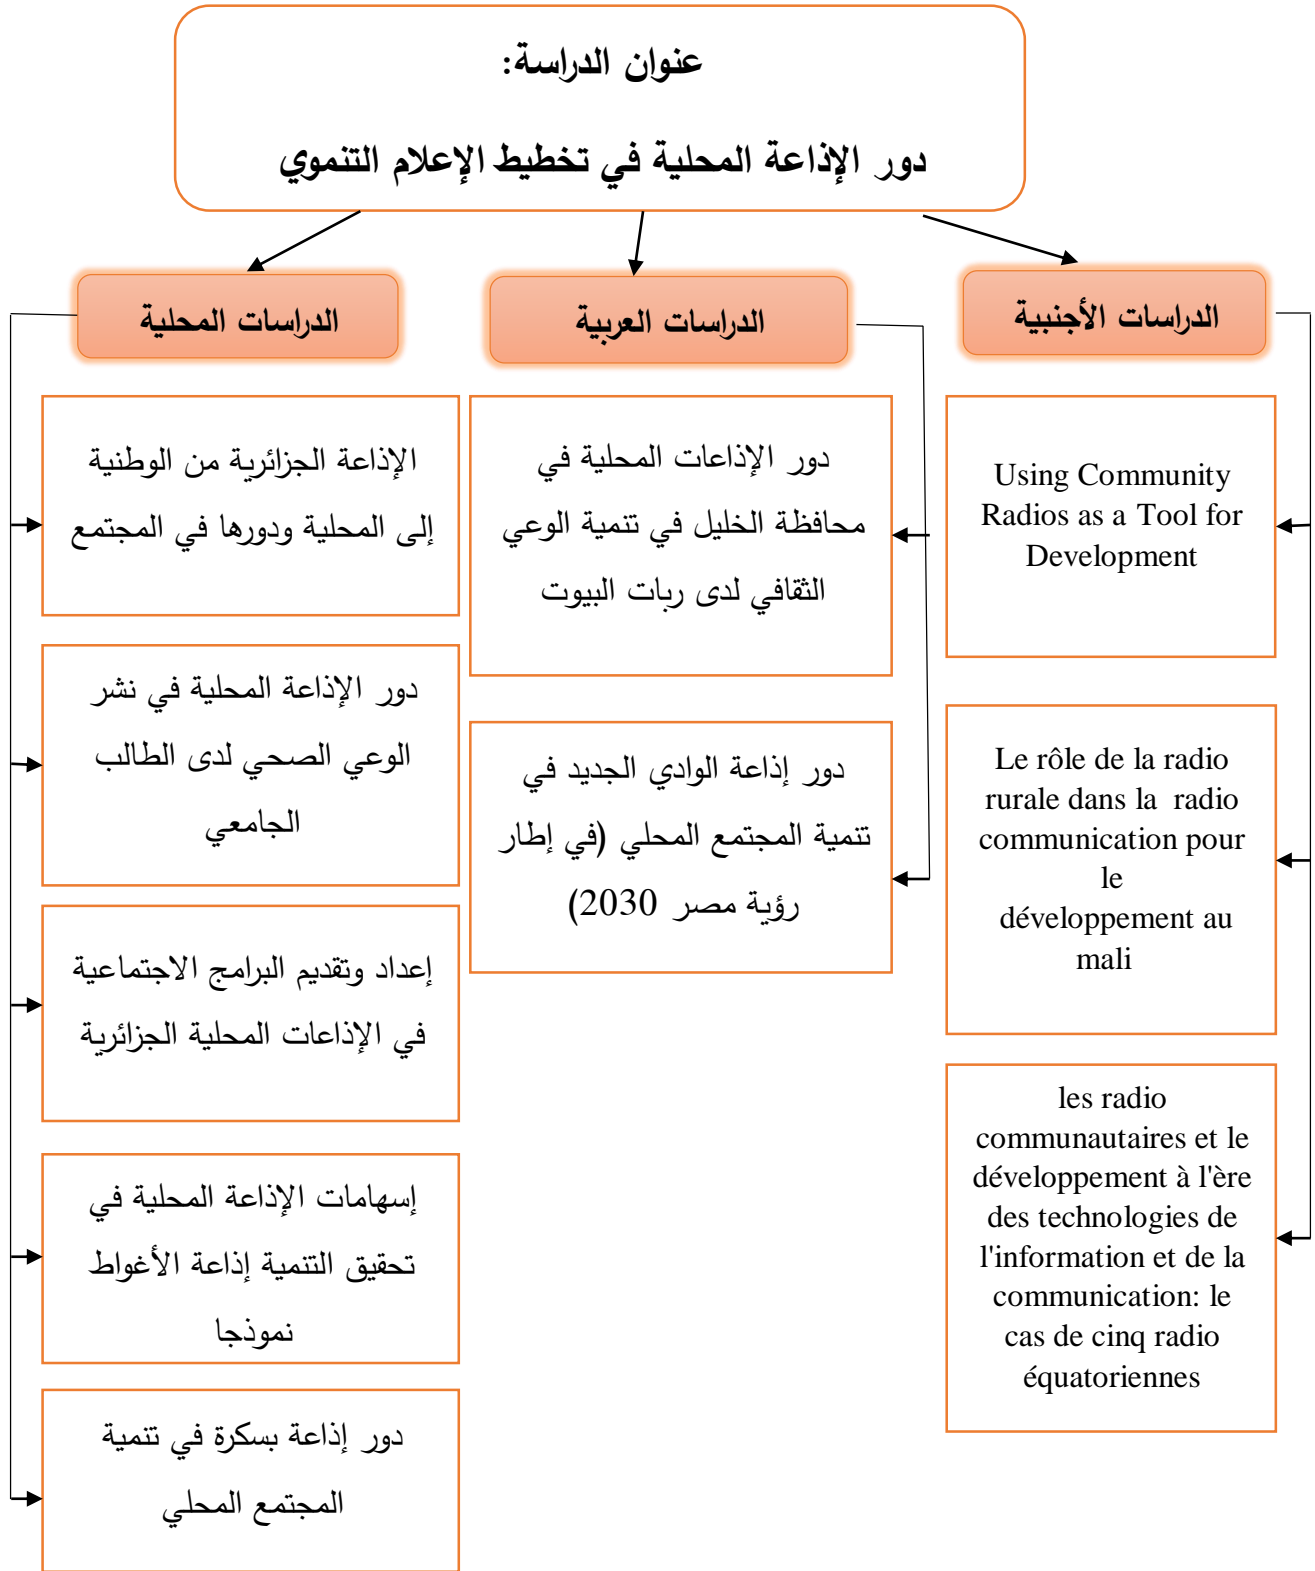 عنوان الدراسة:
دور الإذاعة المحلية في تخطيط الإعلام التنموي
الدراسات الأجنبية
Using Community
Radios as a Tool for
Development
Le rôle de la radio
rurale dans la radio
communication pour
le
développement au
mali
les radio
communautaires et le
développement à l'ère
des technologies de
l'information et de la
communication: le
cas de cinq radio
équatoriennes
الدراسات العربية
دور الإذاعات المحلية في
محافظة الخليل في تنمية الوعي
الثقافي لدى ربات البيوت
دور إذاعة الوادي الجديد في
تنمية المجتمع المحلي (في إطار
رؤية مصر 2030)
الدراسات المحلية
الإذاعة الجزائرية من الوطنية
إلى المحلية ودورها في المجتمع
دور الإذاعة المحلية في نشر
الوعي الصحي لدى الطالب
الجامعي
إعداد وتقديم البرامج الاجتماعية
في الإذاعات المحلية الجزائرية
إسهامات الإذاعة المحلية في
تحقيق التنمية إذاعة الأغواط
نموذجا
دور إذاعة بسكرة في تنمية
المجتمع المحلي